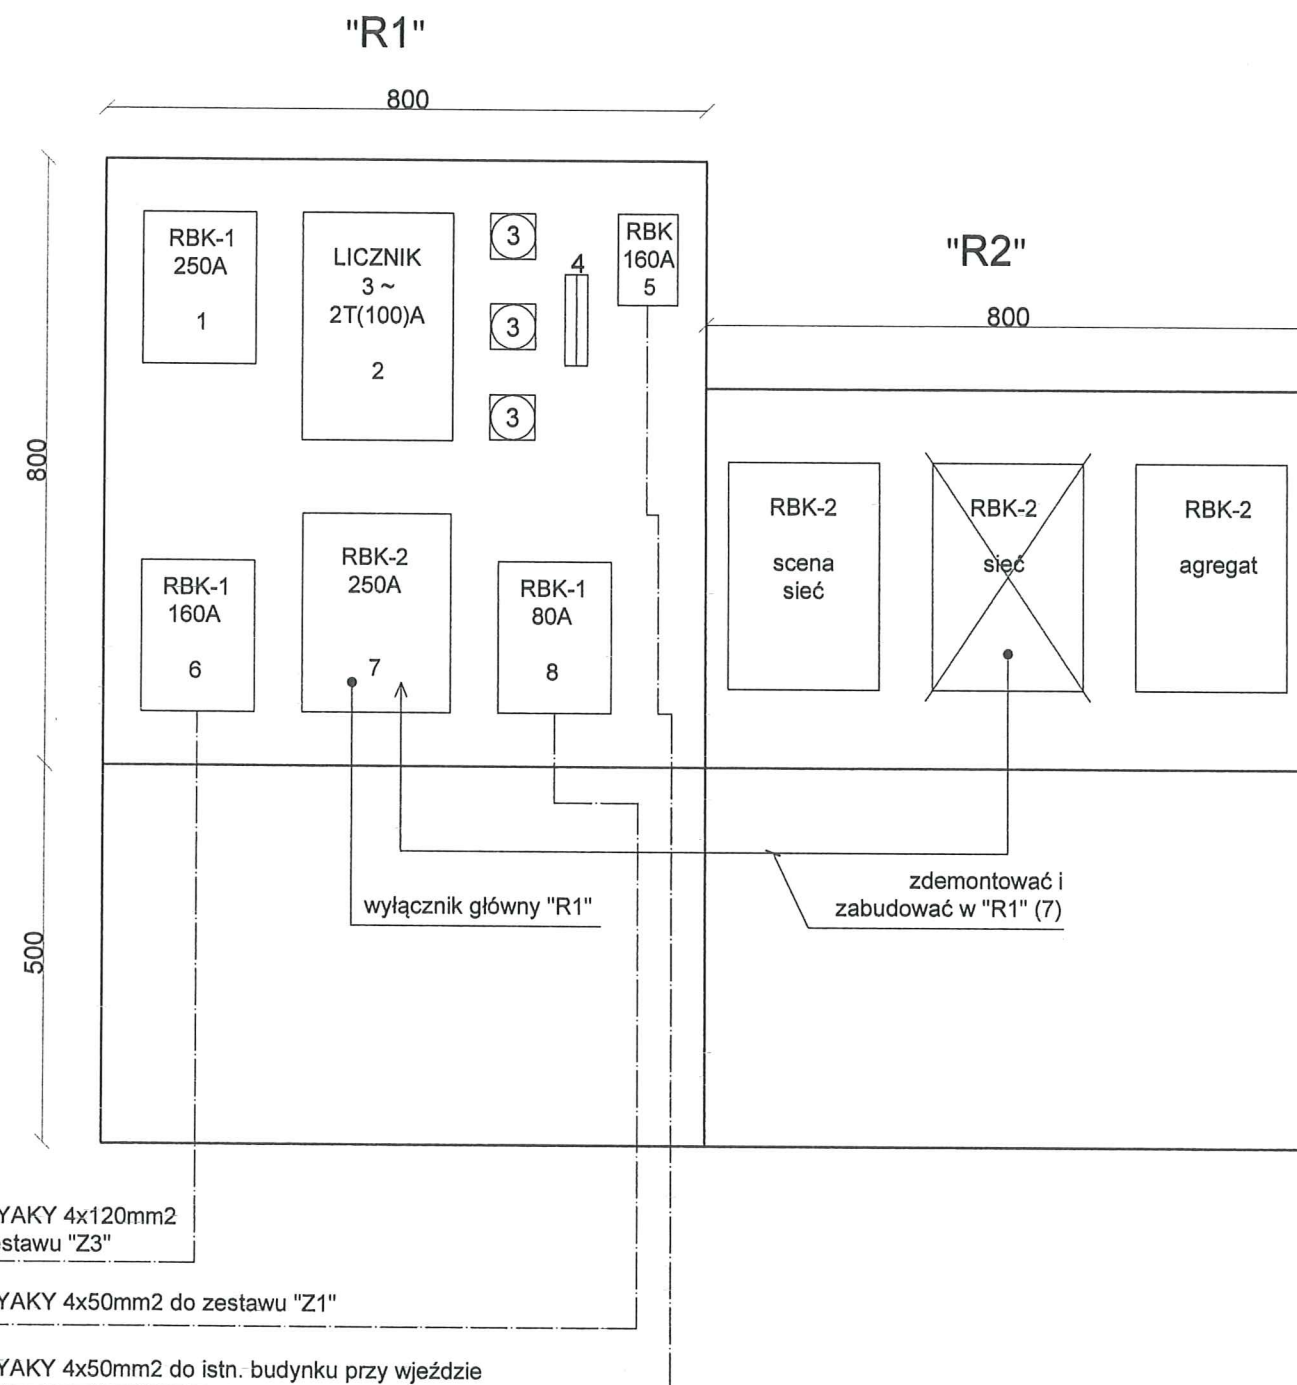 "R1"
800
RBK-1
250A
1
LICZNIK
3 ~
2T(100)A
2
3
3
3
4
RBK
160A
5
"R2"
800
800
RBK-1
160A
6
RBK-2
250A
7
RBK-1
80A
8
RBK-2
scena
sieć
RBK-2
sieć
RBK-2
agregat
wyłącznik główny "R1"
zdemontować i
zabudować w "R1" (7)
500
YAKY 4x120mm2
estawu "Z3"
YAKY 4x50mm2 do zestawu "Z1"
YAKY 4x50mm2 do istn. budynku przy wjeździe